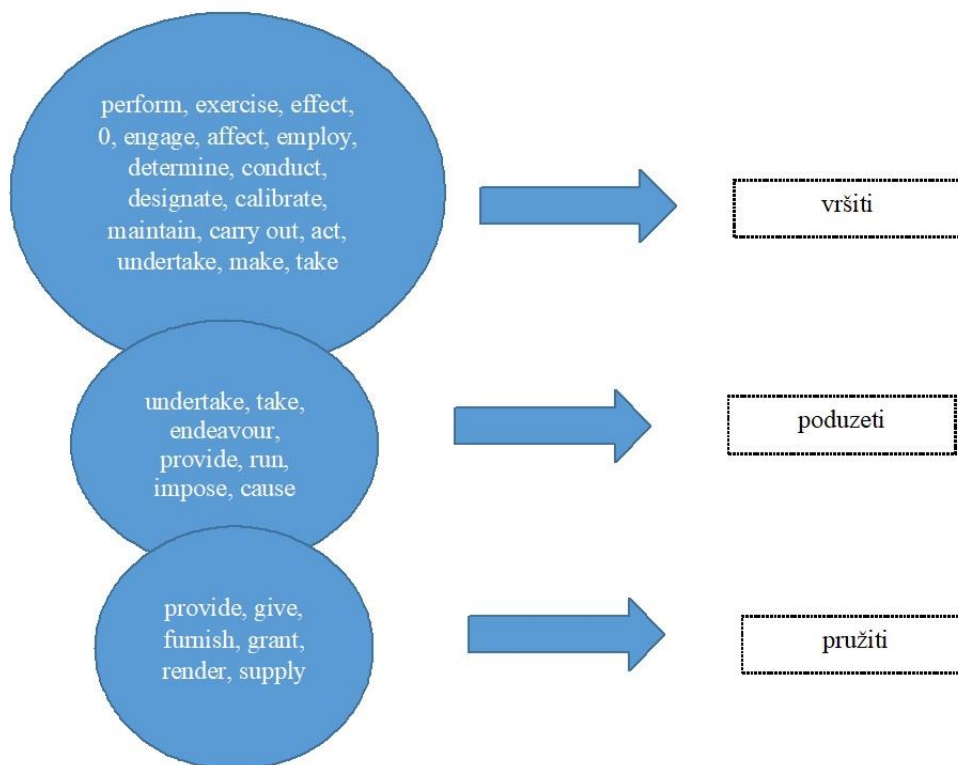 perform, exercise, effect,
0, engage, affect, employ,
determine, conduct,
designate, calibrate,
maintain, carry out, act,
undertake, make, take
vršiti
undertake, take,
endeavour,
provide, run,
impose, cause
poduzeti
provide, give,
furnish, grant,
render, supply
pružiti